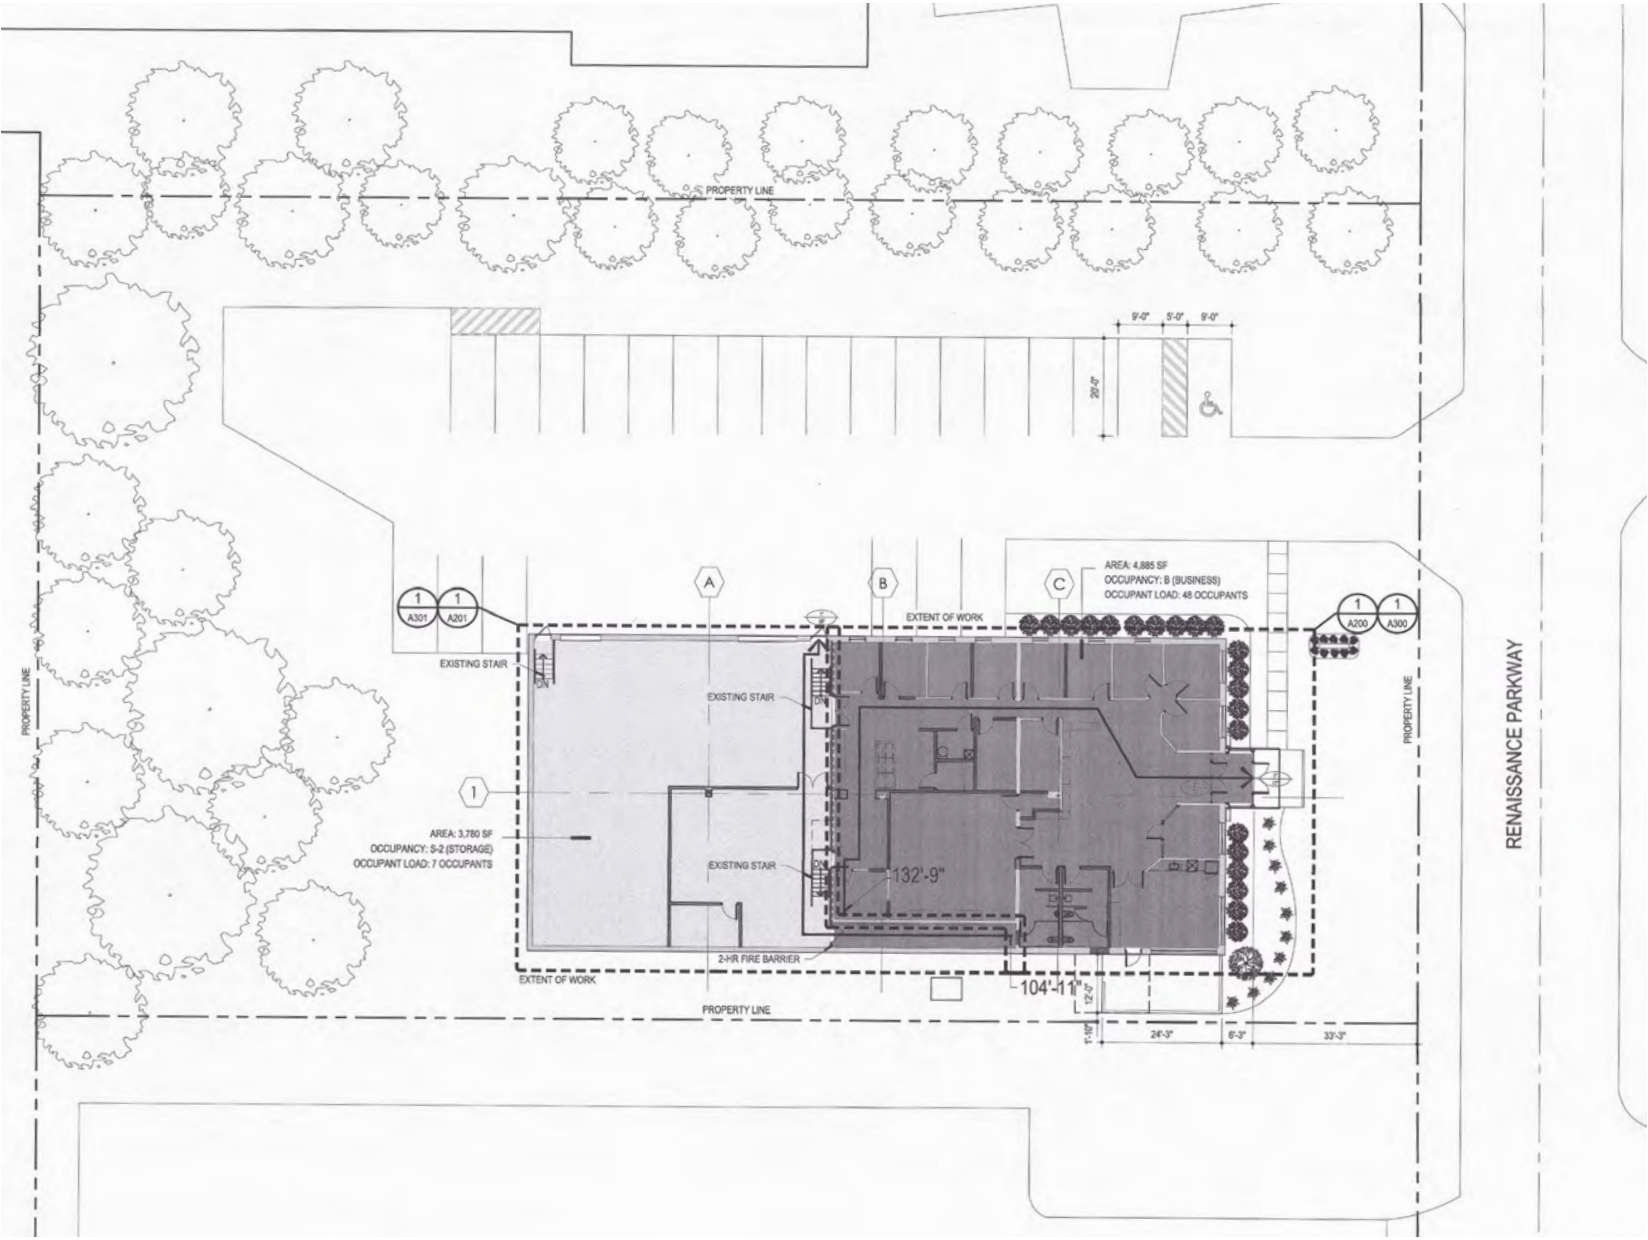 PROPERTY LINE
9'-0" 5'-0" 9'-0"
20'-0"
A
B
C
AREA: 4,885 SF
OCCUPANCY: B (BUSINESS)
OCCUPANT LOAD: 48 OCCUPANTS
1
A301
1
A201
EXTENT OF WORK
1
A200
1
A300
EXISTING STAIR
DN
EXISTING STAIR
DN
PROPERTY LINE
PROPERTY LINE
RENAISSANCE PARKWAY
1
AREA: 3,780 SF
OCCUPANCY: S-2 (STORAGE)
OCCUPANT LOAD: 7 OCCUPANTS
EXISTING STAIR
DN
132'-9"
2-HR FIRE BARRIER
EXTENT OF WORK
104'-11"
12'-0"
PROPERTY LINE
1'-10"
24'-3"
6'-3"
33'-3"